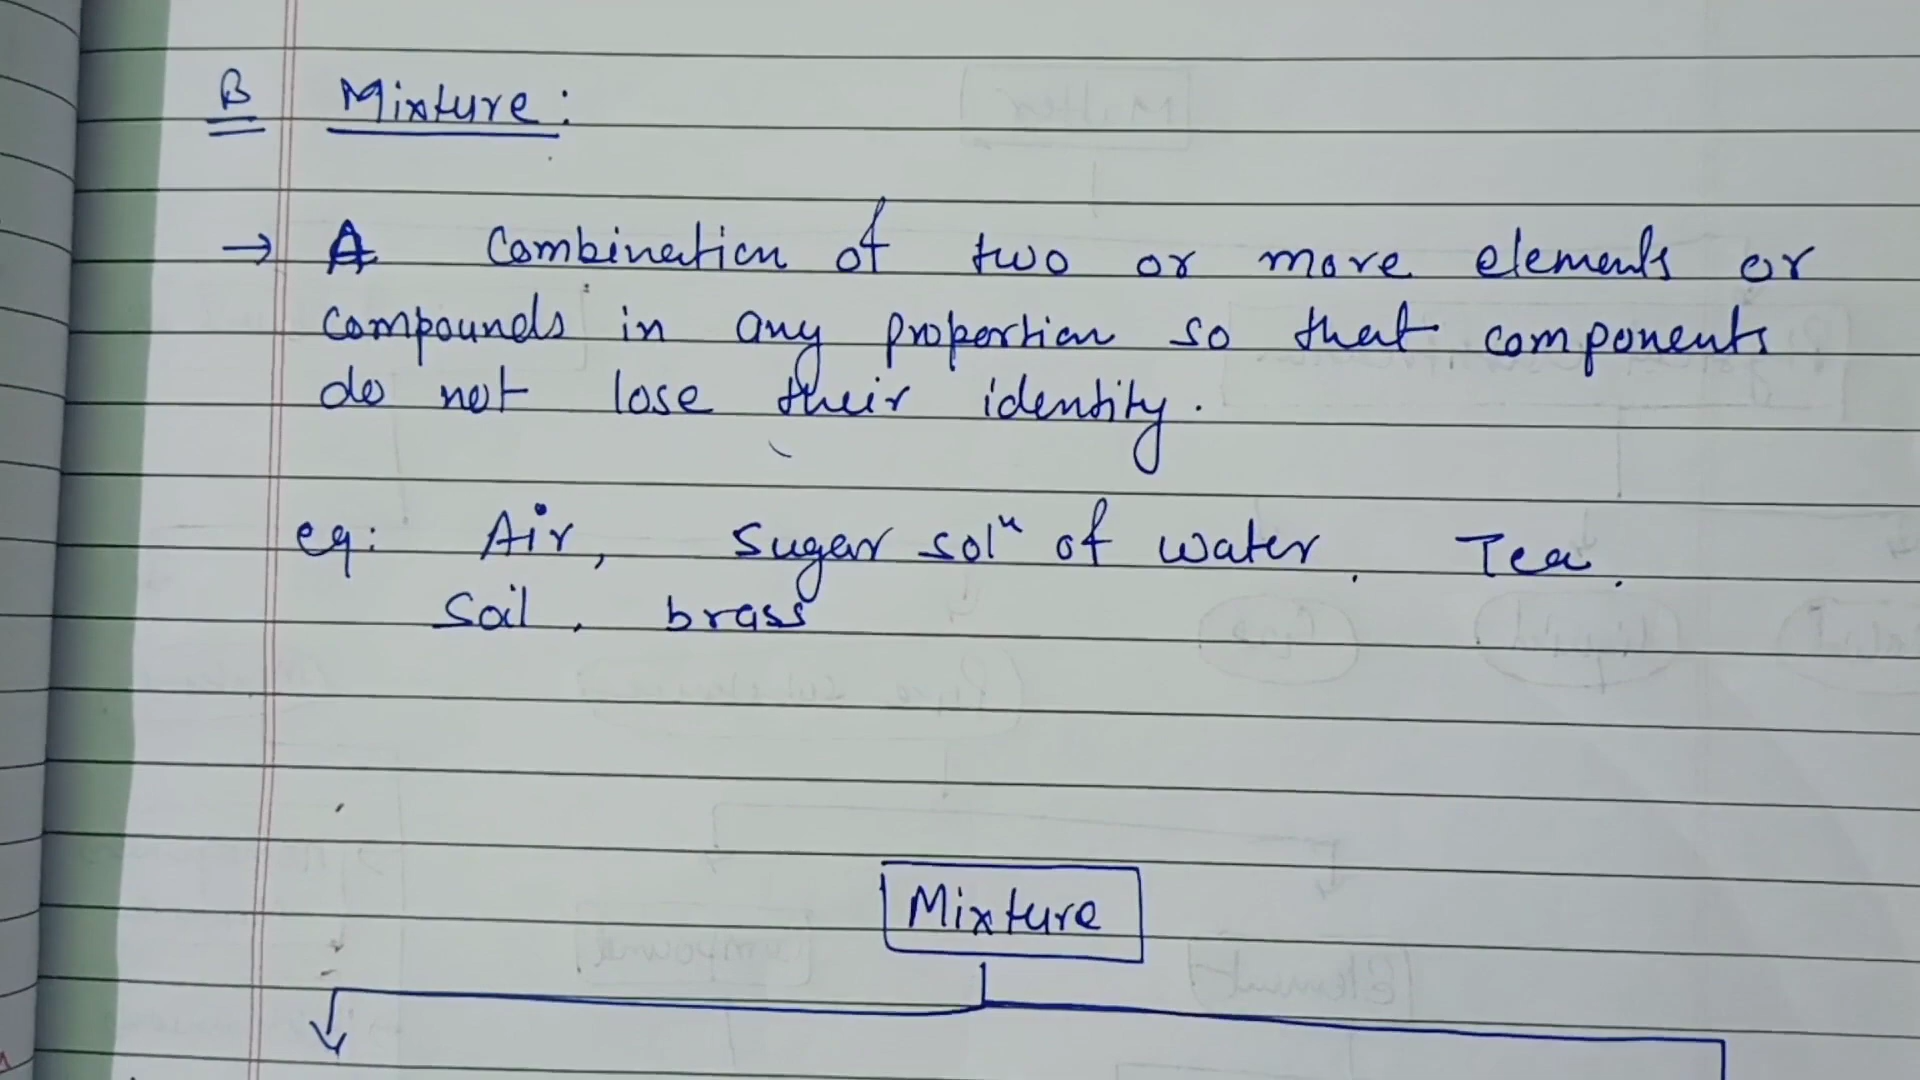 B Mixture:
→ A Combination of two or more elements or
compounds in any proportion so that components
do not lose their identity.
eg: Air, Sugar solⁿ of water, Tea,
Soil, brass
Mixture